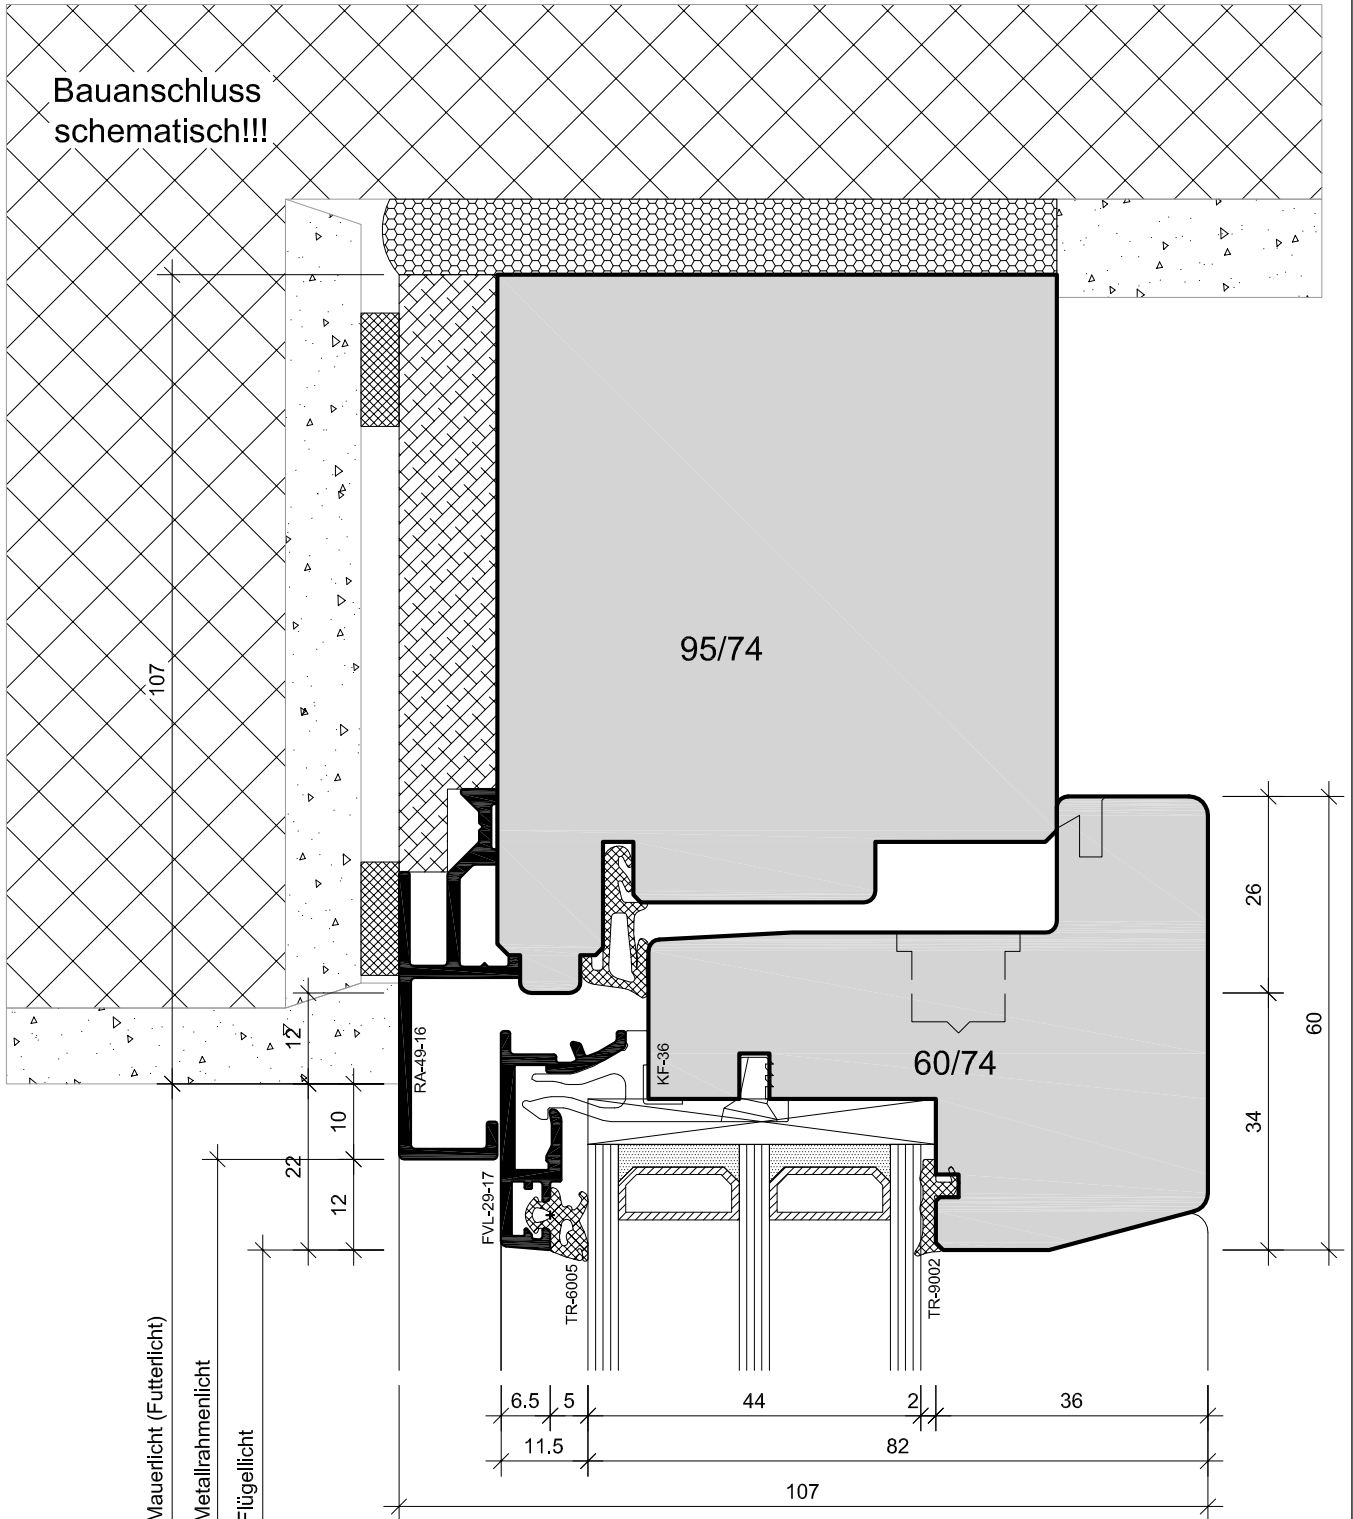 Bauanschluss
schematisch!!!
95/74
107
26
60
12
RA-49-16
KF-36
60/74
10
34
22
12
FVL-29-17
TR-6005
TR-9002
Mauerlicht (Futterlicht)
Metallrahmenlicht
Flügellicht
6.5 5 44 2 36
11.5 82
107